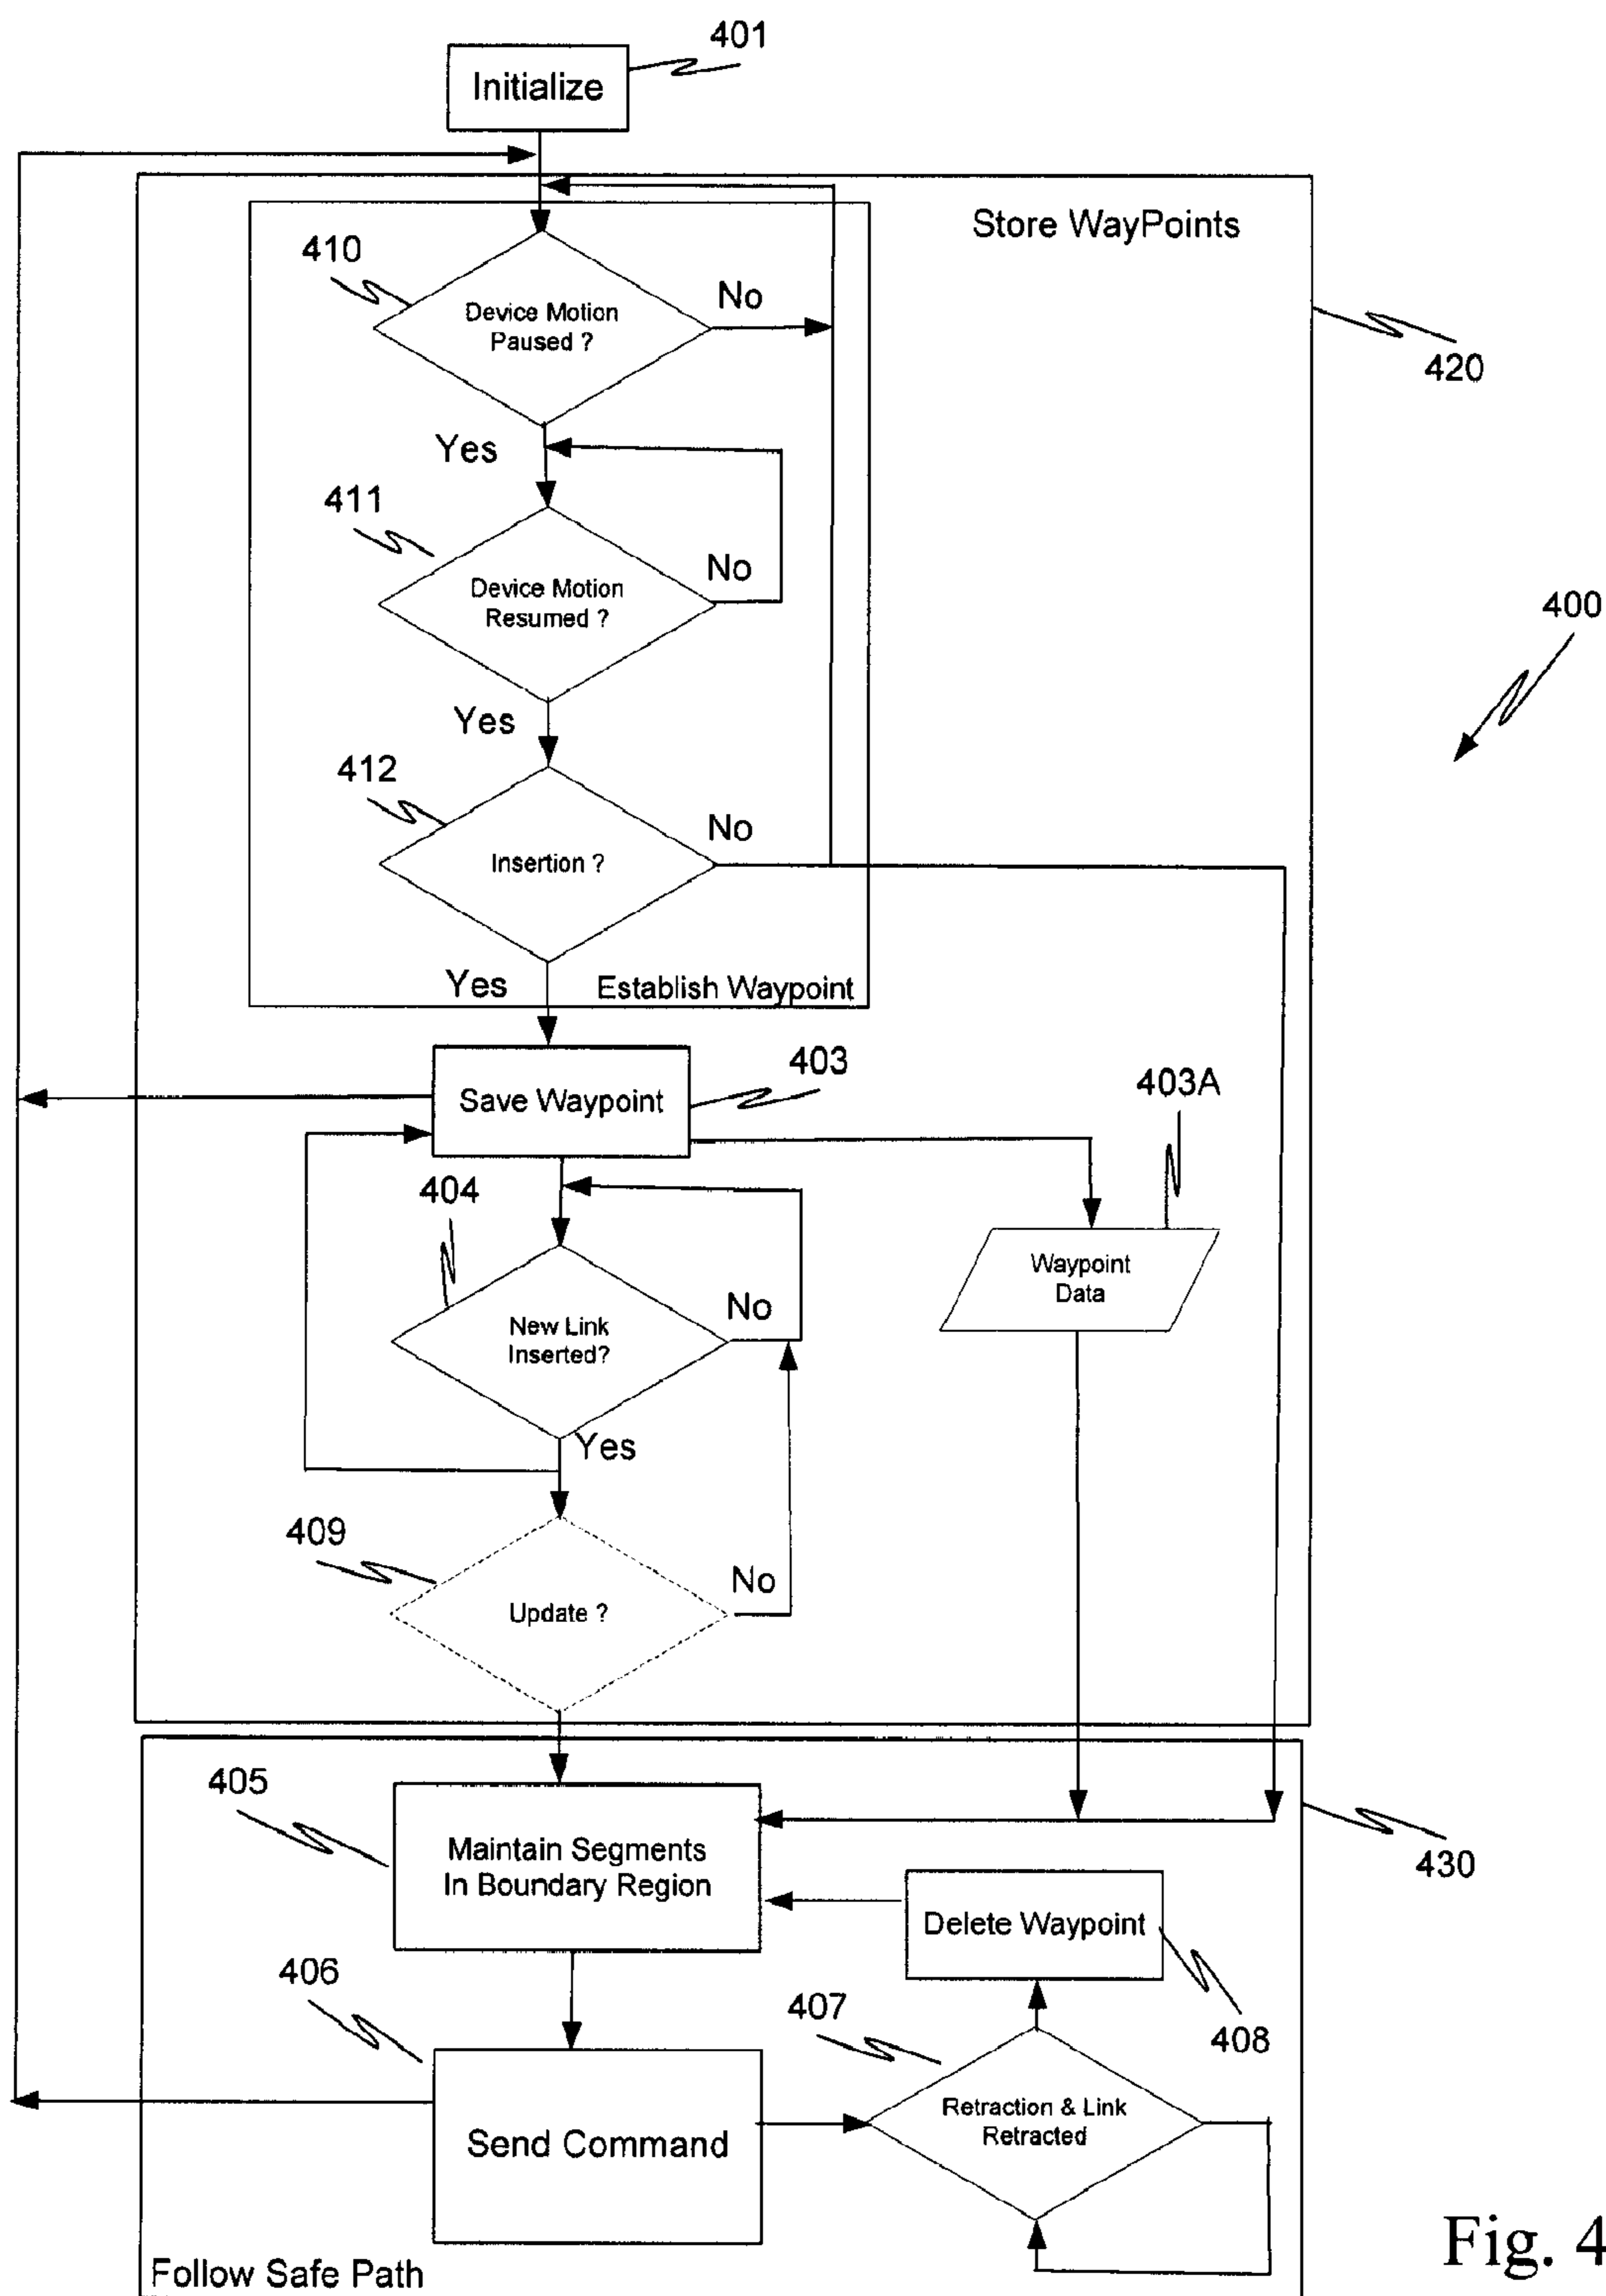 401
Initialize
Store WayPoints
410
Device Motion
Paused ?
No
420
Yes
411
Device Motion
Resumed ?
No
400
Yes
412
Insertion ?
No
Yes
Establish Waypoint
403
Save Waypoint
403A
404
Waypoint
Data
New Link
Inserted?
No
Yes
409
Update ?
No
405
Maintain Segments
In Boundary Region
430
Delete Waypoint
406
407
408
Retraction & Link
Retracted
Send Command
Follow Safe Path
Fig. 4